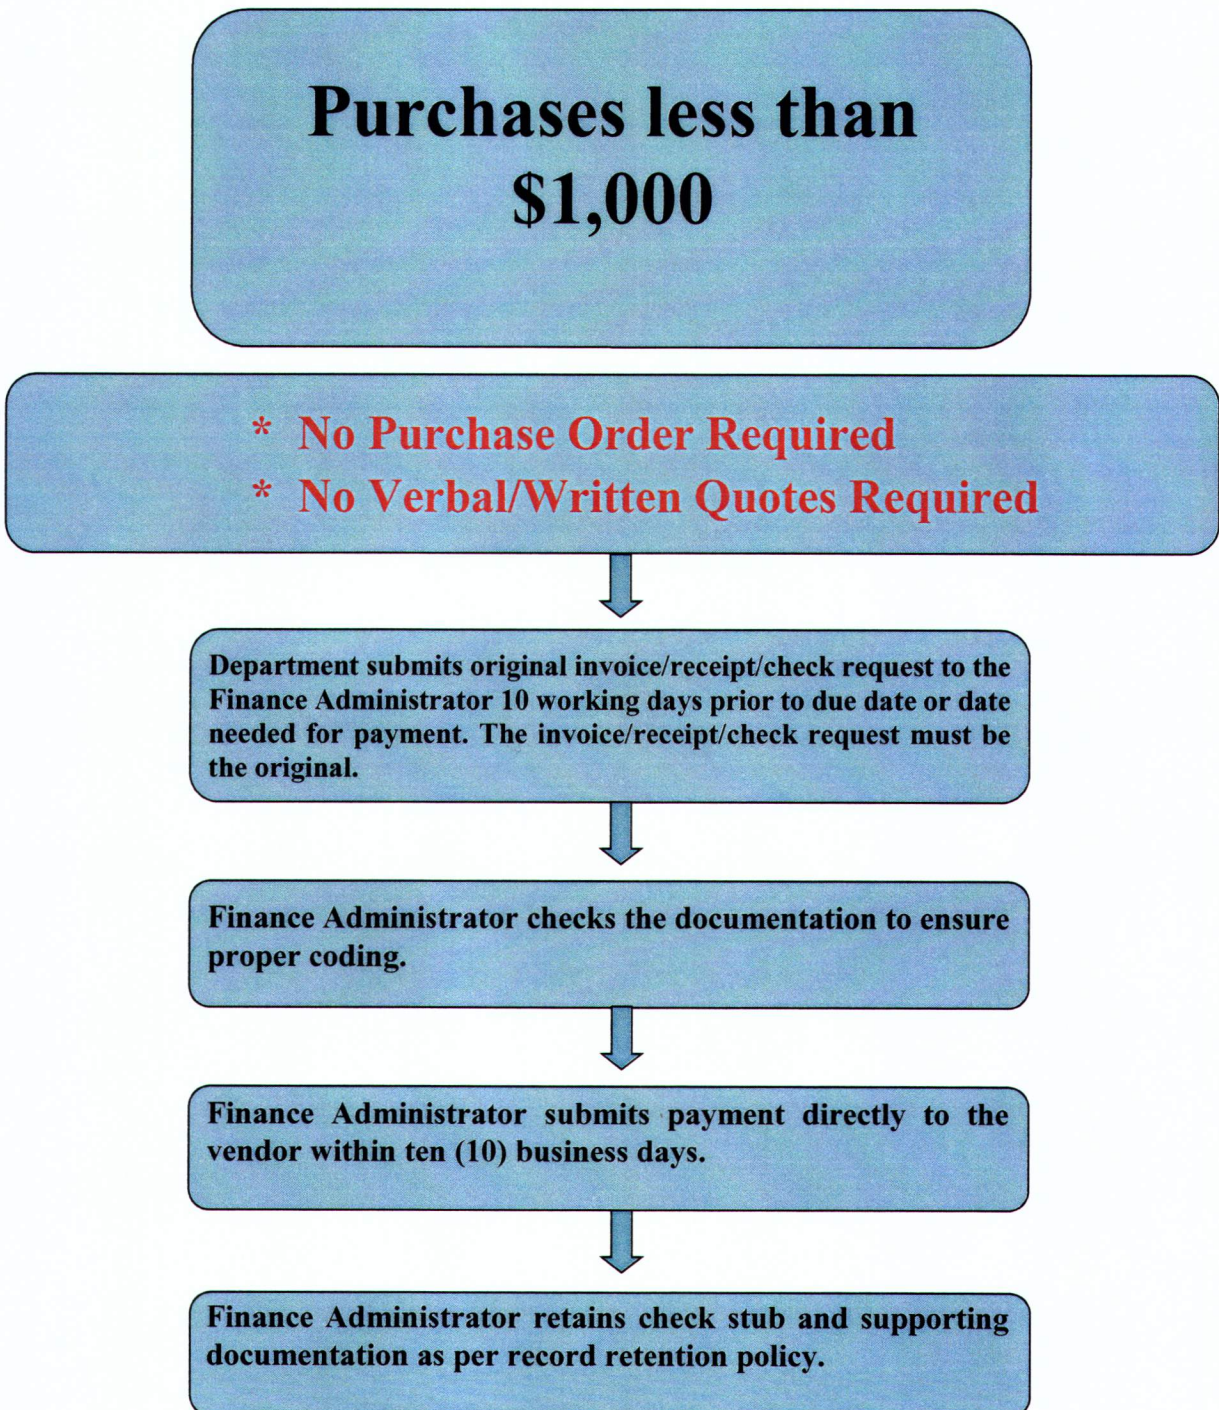 Purchases less than
$1,000
* No Purchase Order Required
* No Verbal/Written Quotes Required
Department submits original invoice/receipt/check request to the
Finance Administrator 10 working days prior to due date or date
needed for payment. The invoice/receipt/check request must be
the original.
Finance Administrator checks the documentation to ensure
proper coding.
Finance Administrator submits payment directly to the
vendor within ten (10) business days.
Finance Administrator retains check stub and supporting
documentation as per record retention policy.